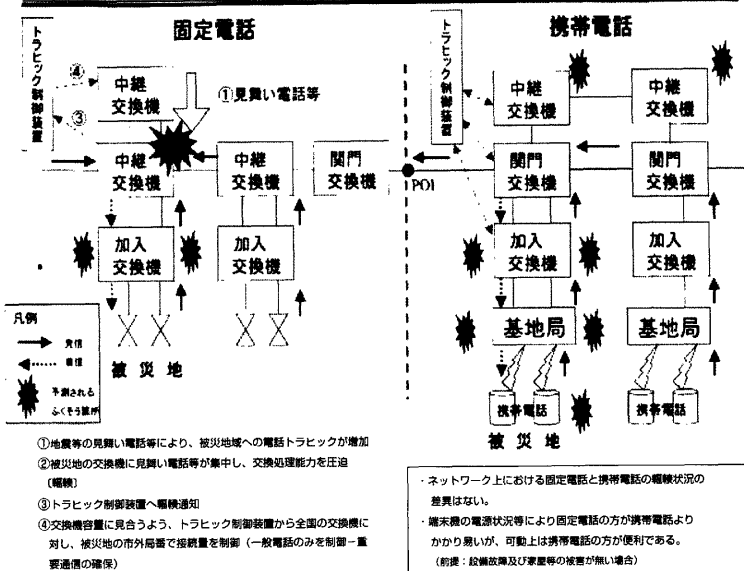 固定電話
携帯電話
トラヒック制御装置
④
③
中継
交換機
①見舞い電話等
中継
交換機
中継
交換機
関門
交換機
加入
交換機
加入
交換機
被災地
凡例
発信
着信
予測される
ふくそう箇所
POI
トラヒック制御装置
中継
交換機
中継
交換機
関門
交換機
関門
交換機
加入
交換機
加入
交換機
基地局
基地局
携帯電話
携帯電話
被災地
①地震等の見舞い電話等により、被災地域への電話トラヒックが増加
②被災地の交換機に見舞い電話等が集中し、交換処理能力を圧迫
〔輻輳〕
③トラヒック制御装置へ輻輳通知
④交換機容量に見合うよう、トラヒック制御装置から全国の交換機に
対し、被災地の市外局番で接続量を制御（一般電話のみを制御－重
要通信の確保）
・ネットワーク上における固定電話と携帯電話の輻輳状況の
差異はない。
・端末機の電源状況等により固定電話の方が携帯電話より
かかり易いが、可動上は携帯電話の方が便利である。
（前提：設備故障及び家屋等の被害が無い場合）